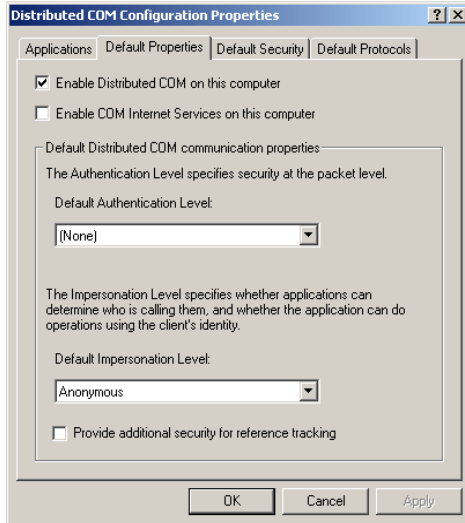 Distributed COM Configuration Properties
Applications Default Properties Default Security Default Protocols
Enable Distributed COM on this computer
Enable COM Internet Services on this computer
Default Distributed COM communication properties
The Authentication Level specifies security at the packet level.
Default Authentication Level:
(None)
The Impersonation Level specifies whether applications can
determine who is calling them, and whether the application can do
operations using the client's identity.
Default Impersonation Level:
Anonymous
Provide additional security for reference tracking
OK Cancel Apply